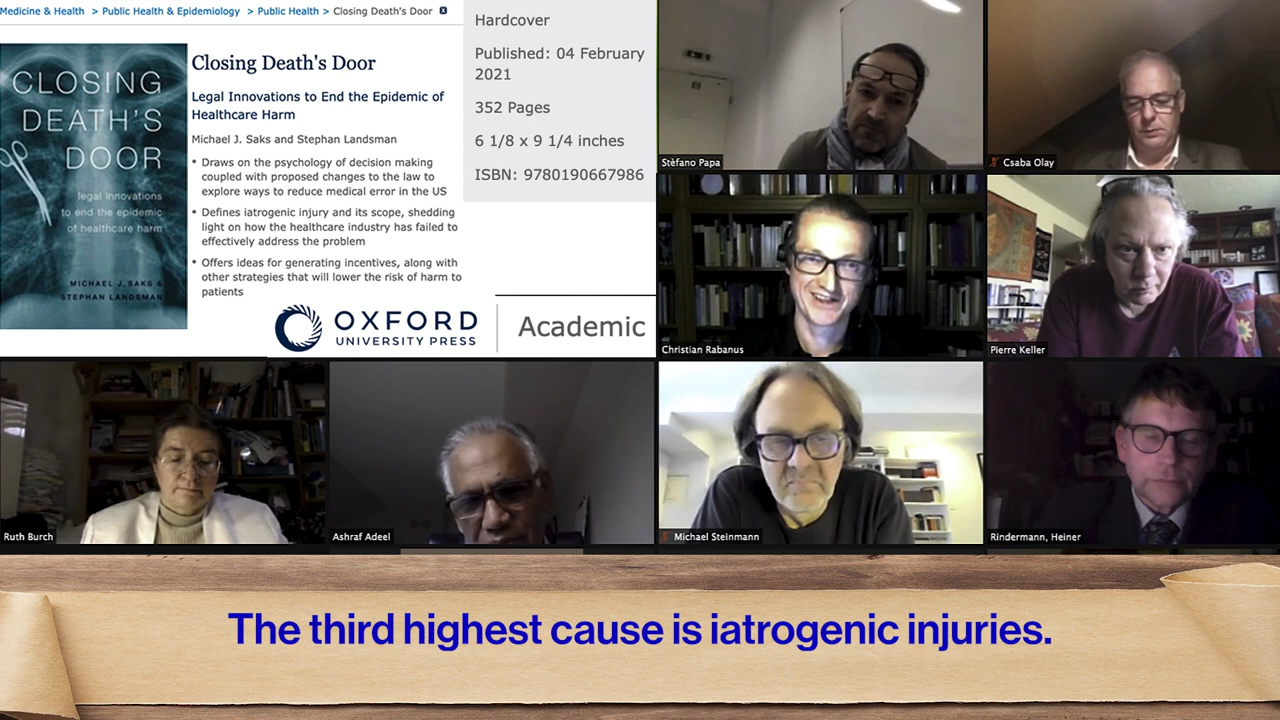 Medicine & Health > Public Health & Epidemiology > Public Health > Closing Death's Door
CLOSING
DEATH'S
DOOR
legal innovations
to end the epidemic
of healthcare harm
MICHAEL J. SAKS &
STEPHAN LANDSMAN
Closing Death's Door
Legal Innovations to End the Epidemic of
Healthcare Harm
Michael J. Saks and Stephan Landsman
• Draws on the psychology of decision making
coupled with proposed changes to the law to
explore ways to reduce medical error in the US
• Defines iatrogenic injury and its scope, shedding
light on how the healthcare industry has failed to
effectively address the problem
• Offers ideas for generating incentives, along with
other strategies that will lower the risk of harm to
patients
OXFORD
UNIVERSITY PRESS
Academic
Hardcover
Published: 04 February
2021
352 Pages
6 1/8 x 9 1/4 inches
ISBN: 9780190667986
Stèfano Papa
Csaba Olay
Christian Rabanus
Pierre Keller
Ruth Burch
Ashraf Adeel
Michael Steinmann
Rindermann, Heiner
The third highest cause is iatrogenic injuries.